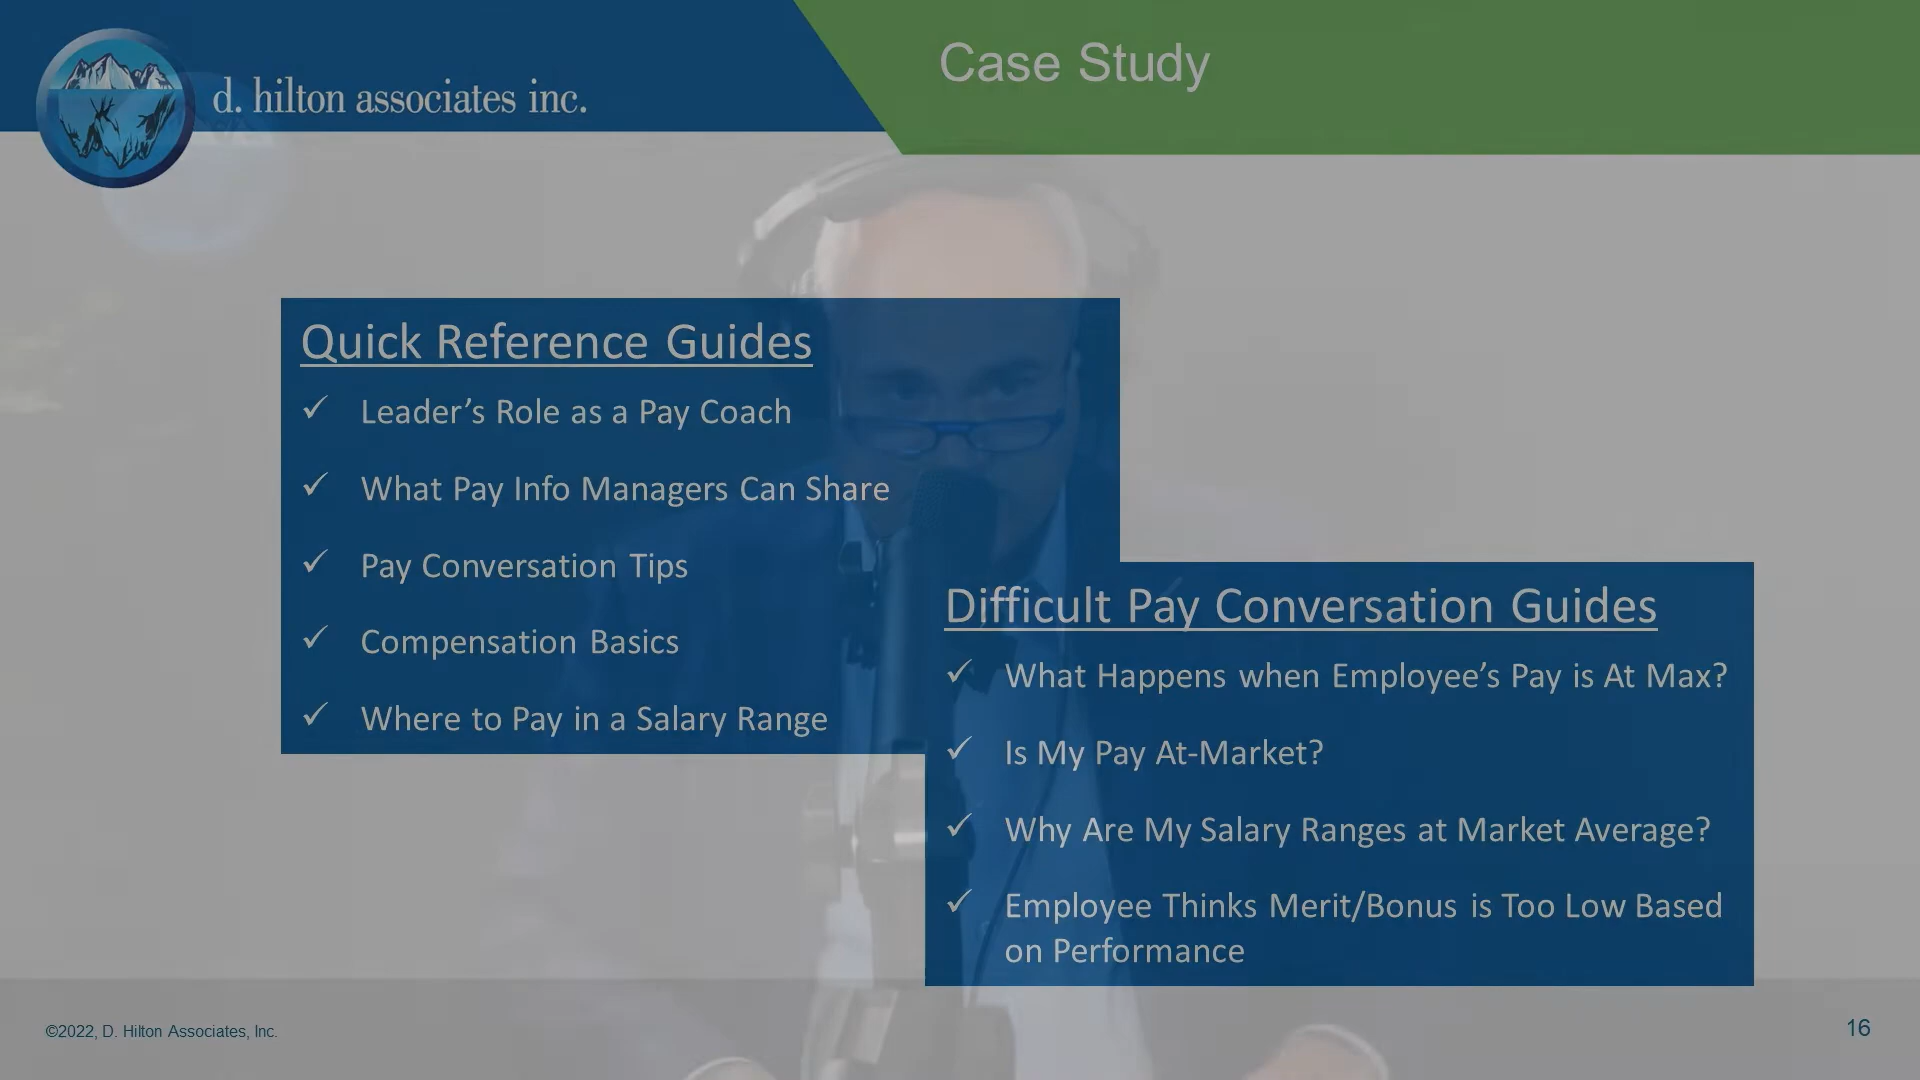 d. hilton associates inc.
Case Study
Quick Reference Guides
✓ Leader’s Role as a Pay Coach
✓ What Pay Info Managers Can Share
✓ Pay Conversation Tips
✓ Compensation Basics
✓ Where to Pay in a Salary Range
Difficult Pay Conversation Guides
✓ What Happens when Employee’s Pay is At Max?
✓ Is My Pay At-Market?
✓ Why Are My Salary Ranges at Market Average?
✓ Employee Thinks Merit/Bonus is Too Low Based
on Performance
©2022, D. Hilton Associates, Inc.
16